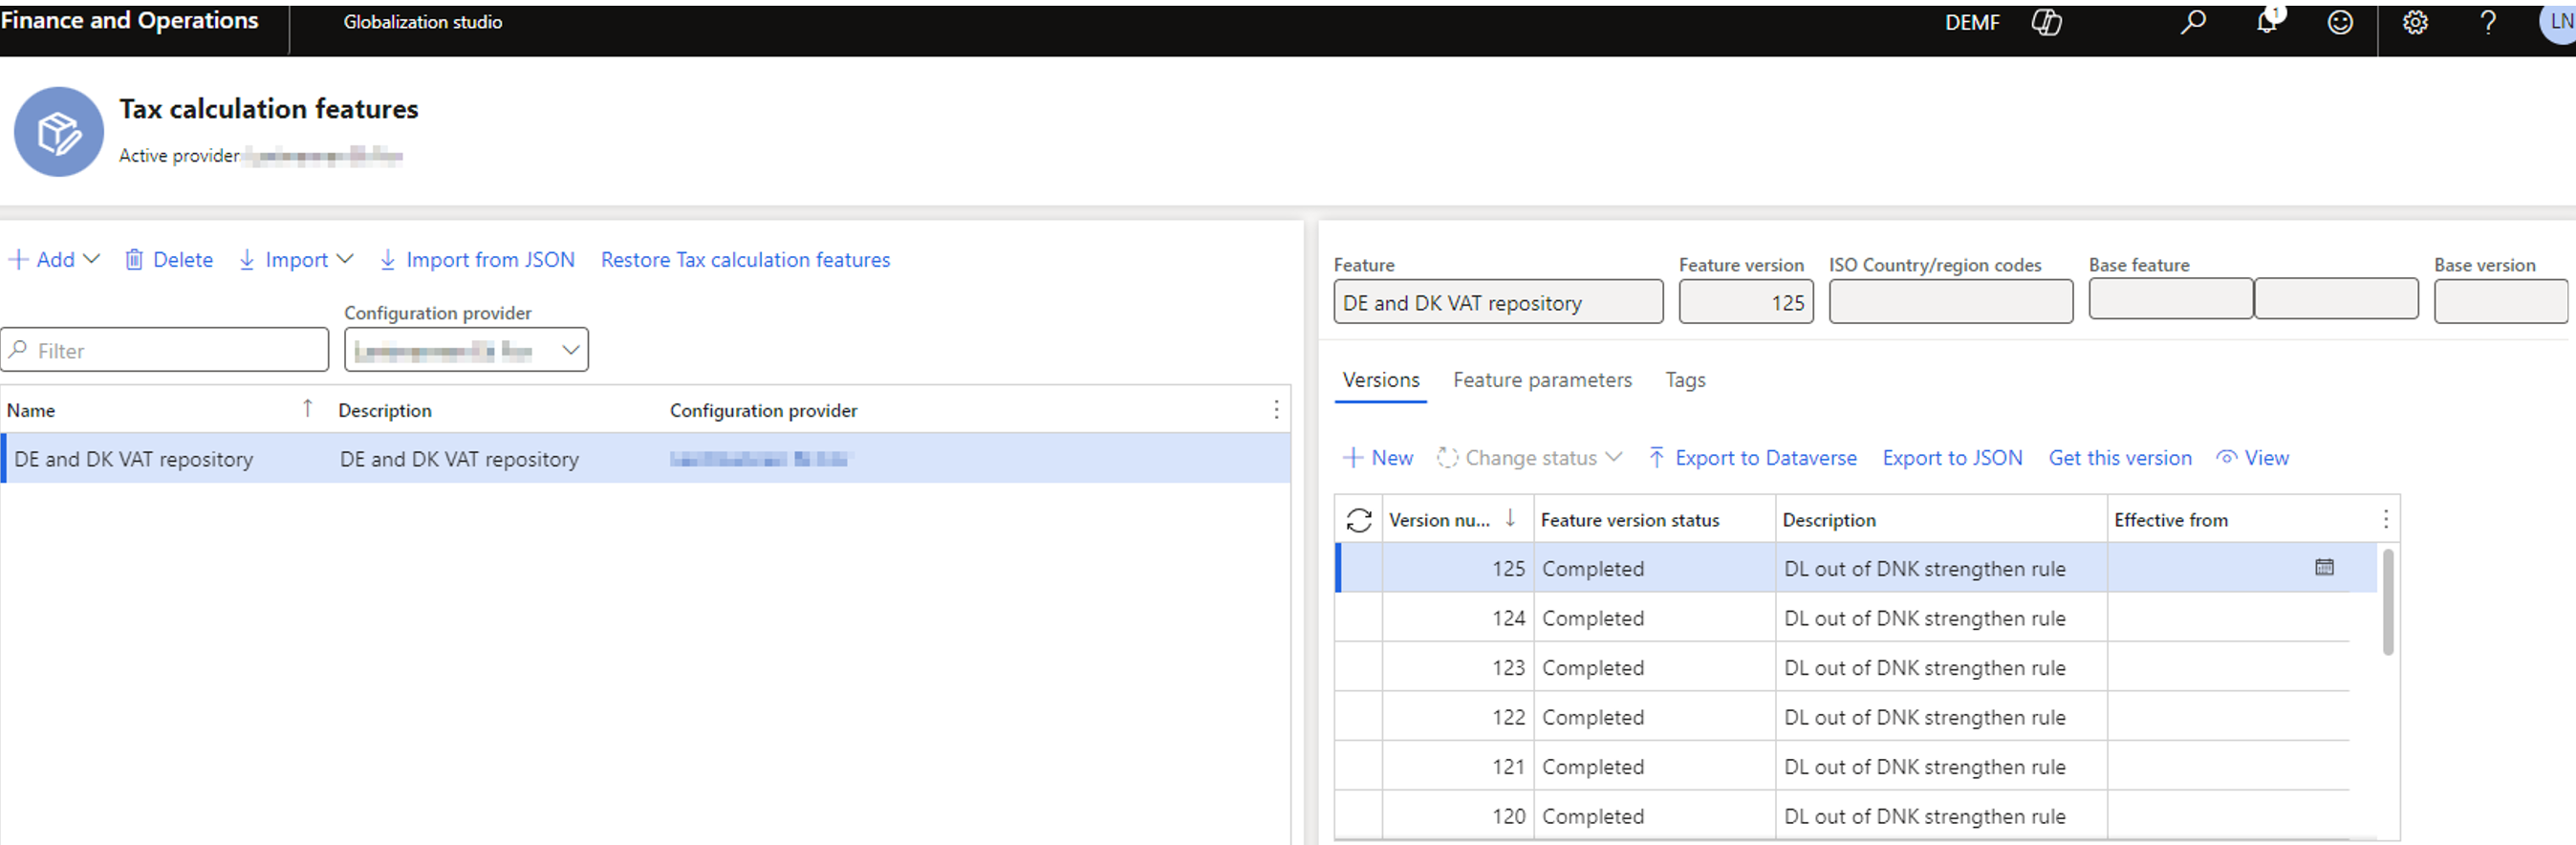 Finance and Operations
Globalization studio
DEMF
1
?
LN
Tax calculation features
Active provider
Add
Delete
Import
Import from JSON
Restore Tax calculation features
Configuration provider
Filter
Name
Description
Configuration provider
DE and DK VAT repository
DE and DK VAT repository
Feature
Feature version
ISO Country/region codes
Base feature
Base version
DE and DK VAT repository
125
Versions
Feature parameters
Tags
New
Change status
Export to Dataverse
Export to JSON
Get this version
View
Version nu...
Feature version status
Description
Effective from
125 Completed DL out of DNK strengthen rule
124 Completed DL out of DNK strengthen rule
123 Completed DL out of DNK strengthen rule
122 Completed DL out of DNK strengthen rule
121 Completed DL out of DNK strengthen rule
120 Completed DL out of DNK strengthen rule